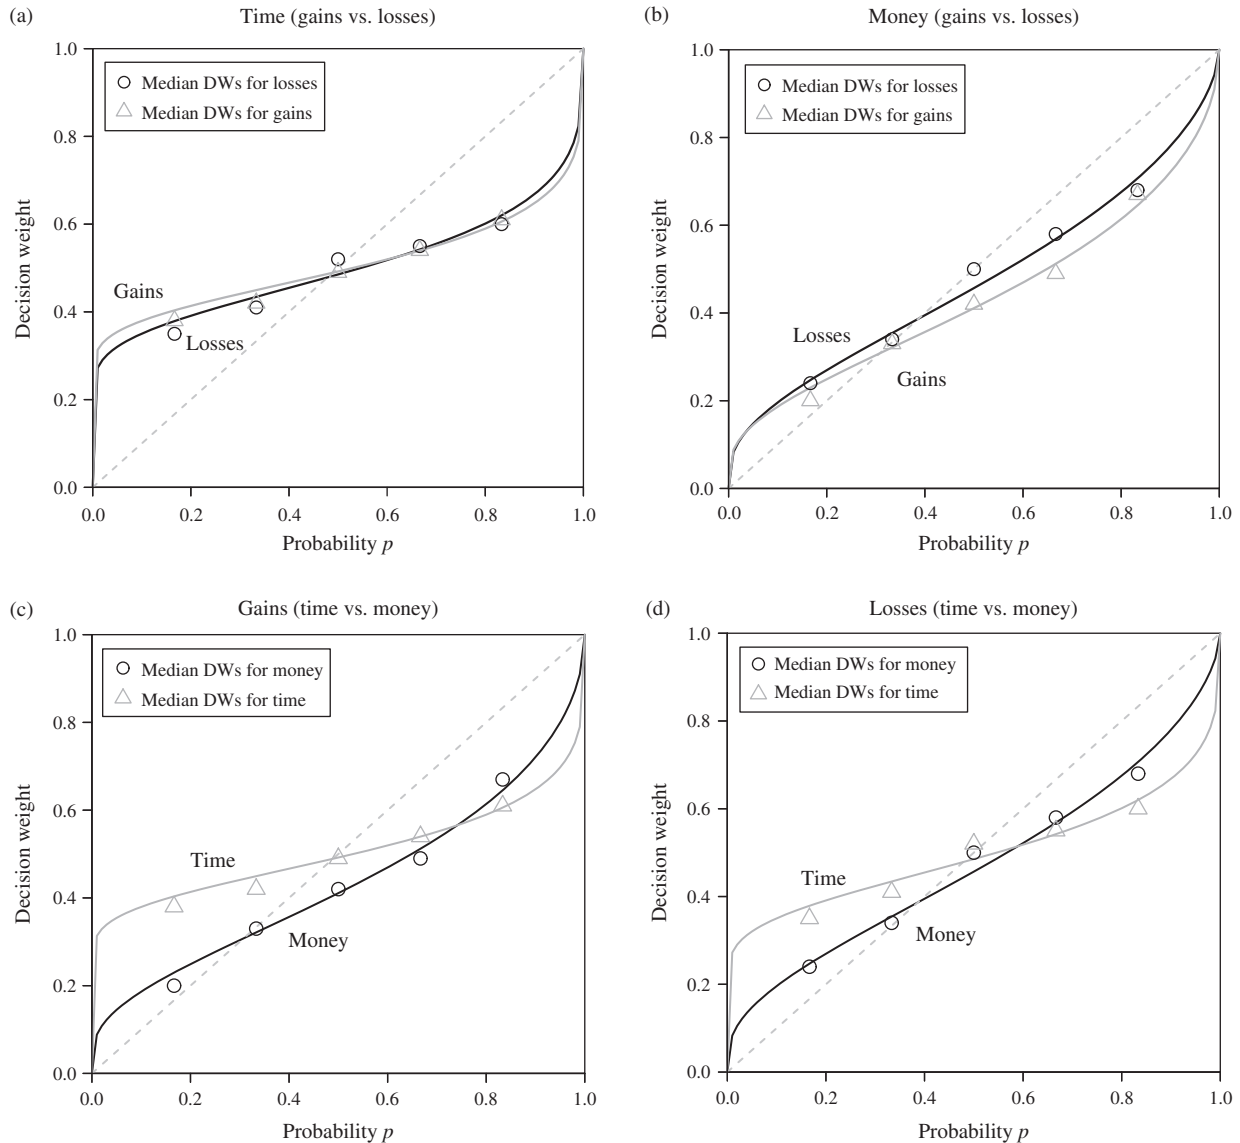 (a)
Time (gains vs. losses)
1.0
0.8
0.6
0.4
0.2
0.0
Decision weight
Median DWs for losses
Median DWs for gains
Gains
Losses
0.0 0.2 0.4 0.6 0.8 1.0
Probability p
(b)
Money (gains vs. losses)
1.0
0.8
0.6
0.4
0.2
0.0
Decision weight
Median DWs for losses
Median DWs for gains
Losses
Gains
0.0 0.2 0.4 0.6 0.8 1.0
Probability p
(c)
Gains (time vs. money)
1.0
0.8
0.6
0.4
0.2
0.0
Decision weight
Median DWs for money
Median DWs for time
Time
Money
0.0 0.2 0.4 0.6 0.8 1.0
Probability p
(d)
Losses (time vs. money)
1.0
0.8
0.6
0.4
0.2
0.0
Decision weight
Median DWs for money
Median DWs for time
Time
Money
0.0 0.2 0.4 0.6 0.8 1.0
Probability p